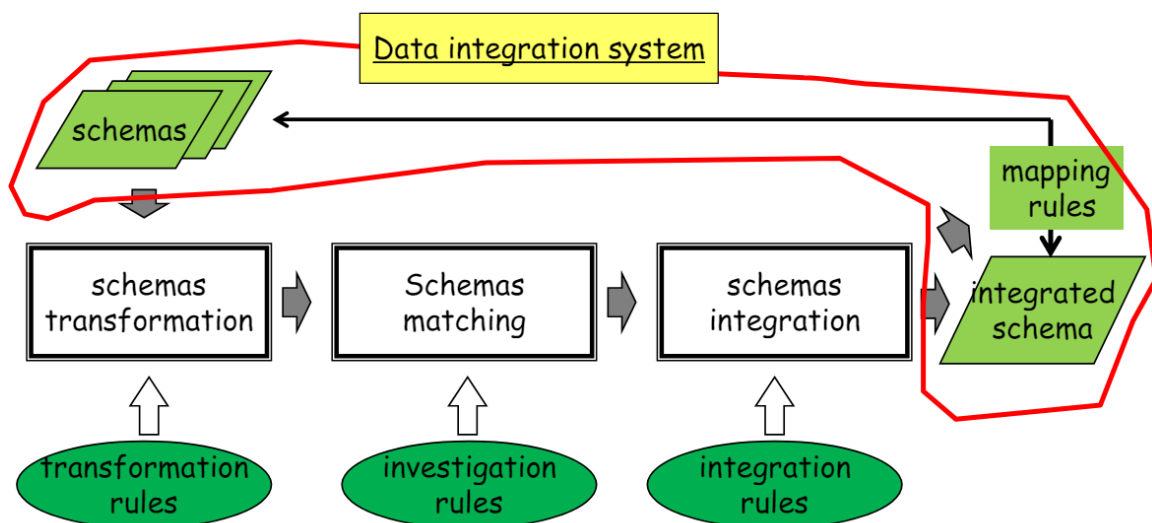 Data integration system
schemas
mapping
rules
schemas
transformation
Schemas
matching
schemas
integration
integrated
schema
transformation
rules
investigation
rules
integration
rules